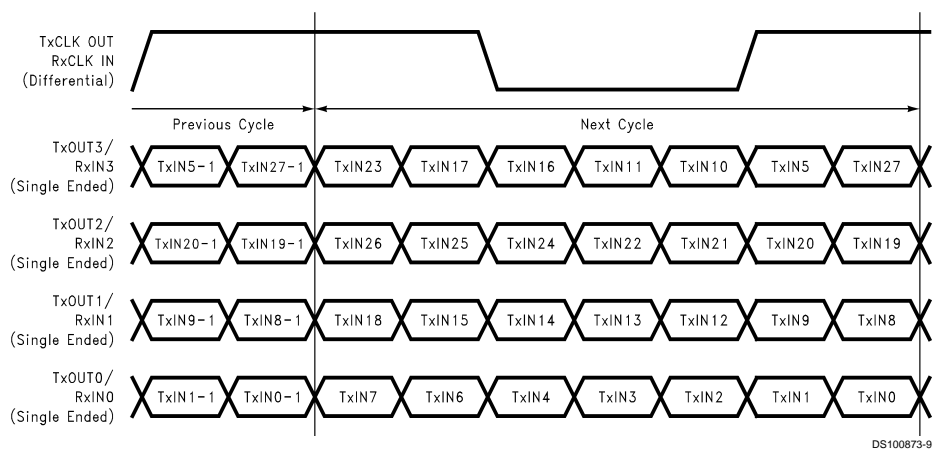 TxCLK OUT
RxCLK IN
(Differential)
Previous Cycle Next Cycle
TxOUT3/
RxIN3
(Single Ended)
TxIN5-1 TxIN27-1 TxIN23 TxIN17 TxIN16 TxIN11 TxIN10 TxIN5 TxIN27
TxOUT2/
RxIN2
(Single Ended)
TxIN20-1 TxIN19-1 TxIN26 TxIN25 TxIN24 TxIN22 TxIN21 TxIN20 TxIN19
TxOUT1/
RxIN1
(Single Ended)
TxIN9-1 TxIN8-1 TxIN18 TxIN15 TxIN14 TxIN13 TxIN12 TxIN9 TxIN8
TxOUT0/
RxIN0
(Single Ended)
TxIN1-1 TxIN0-1 TxIN7 TxIN6 TxIN4 TxIN3 TxIN2 TxIN1 TxIN0
DS100873-9